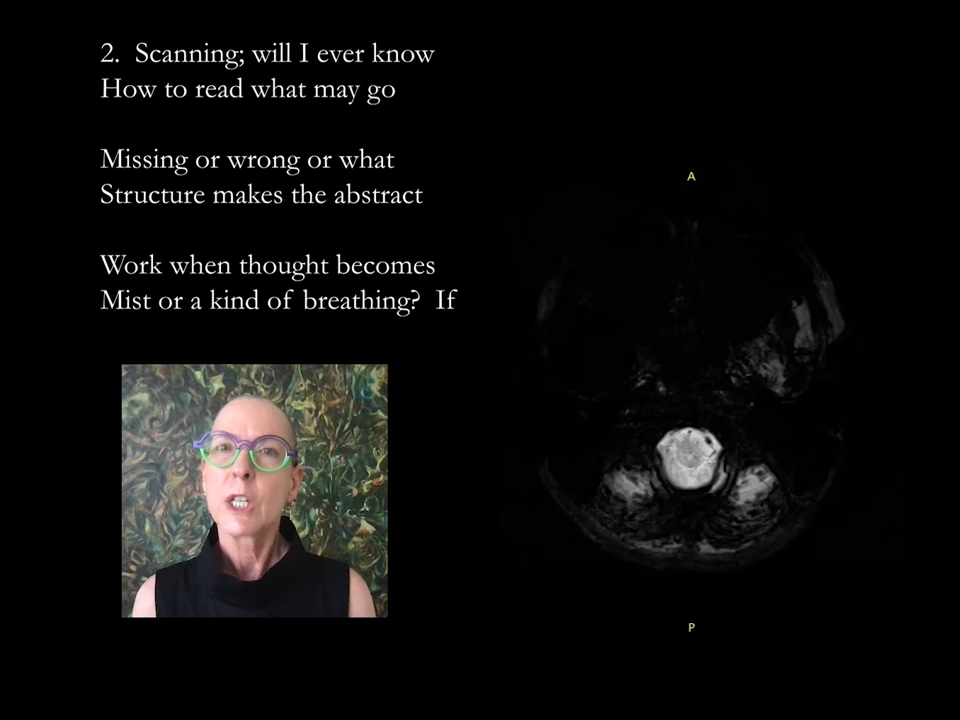 2.  Scanning; will I ever know
How to read what may go
Missing or wrong or what
Structure makes the abstract
Work when thought becomes
Mist or a kind of breathing?  If
A
P